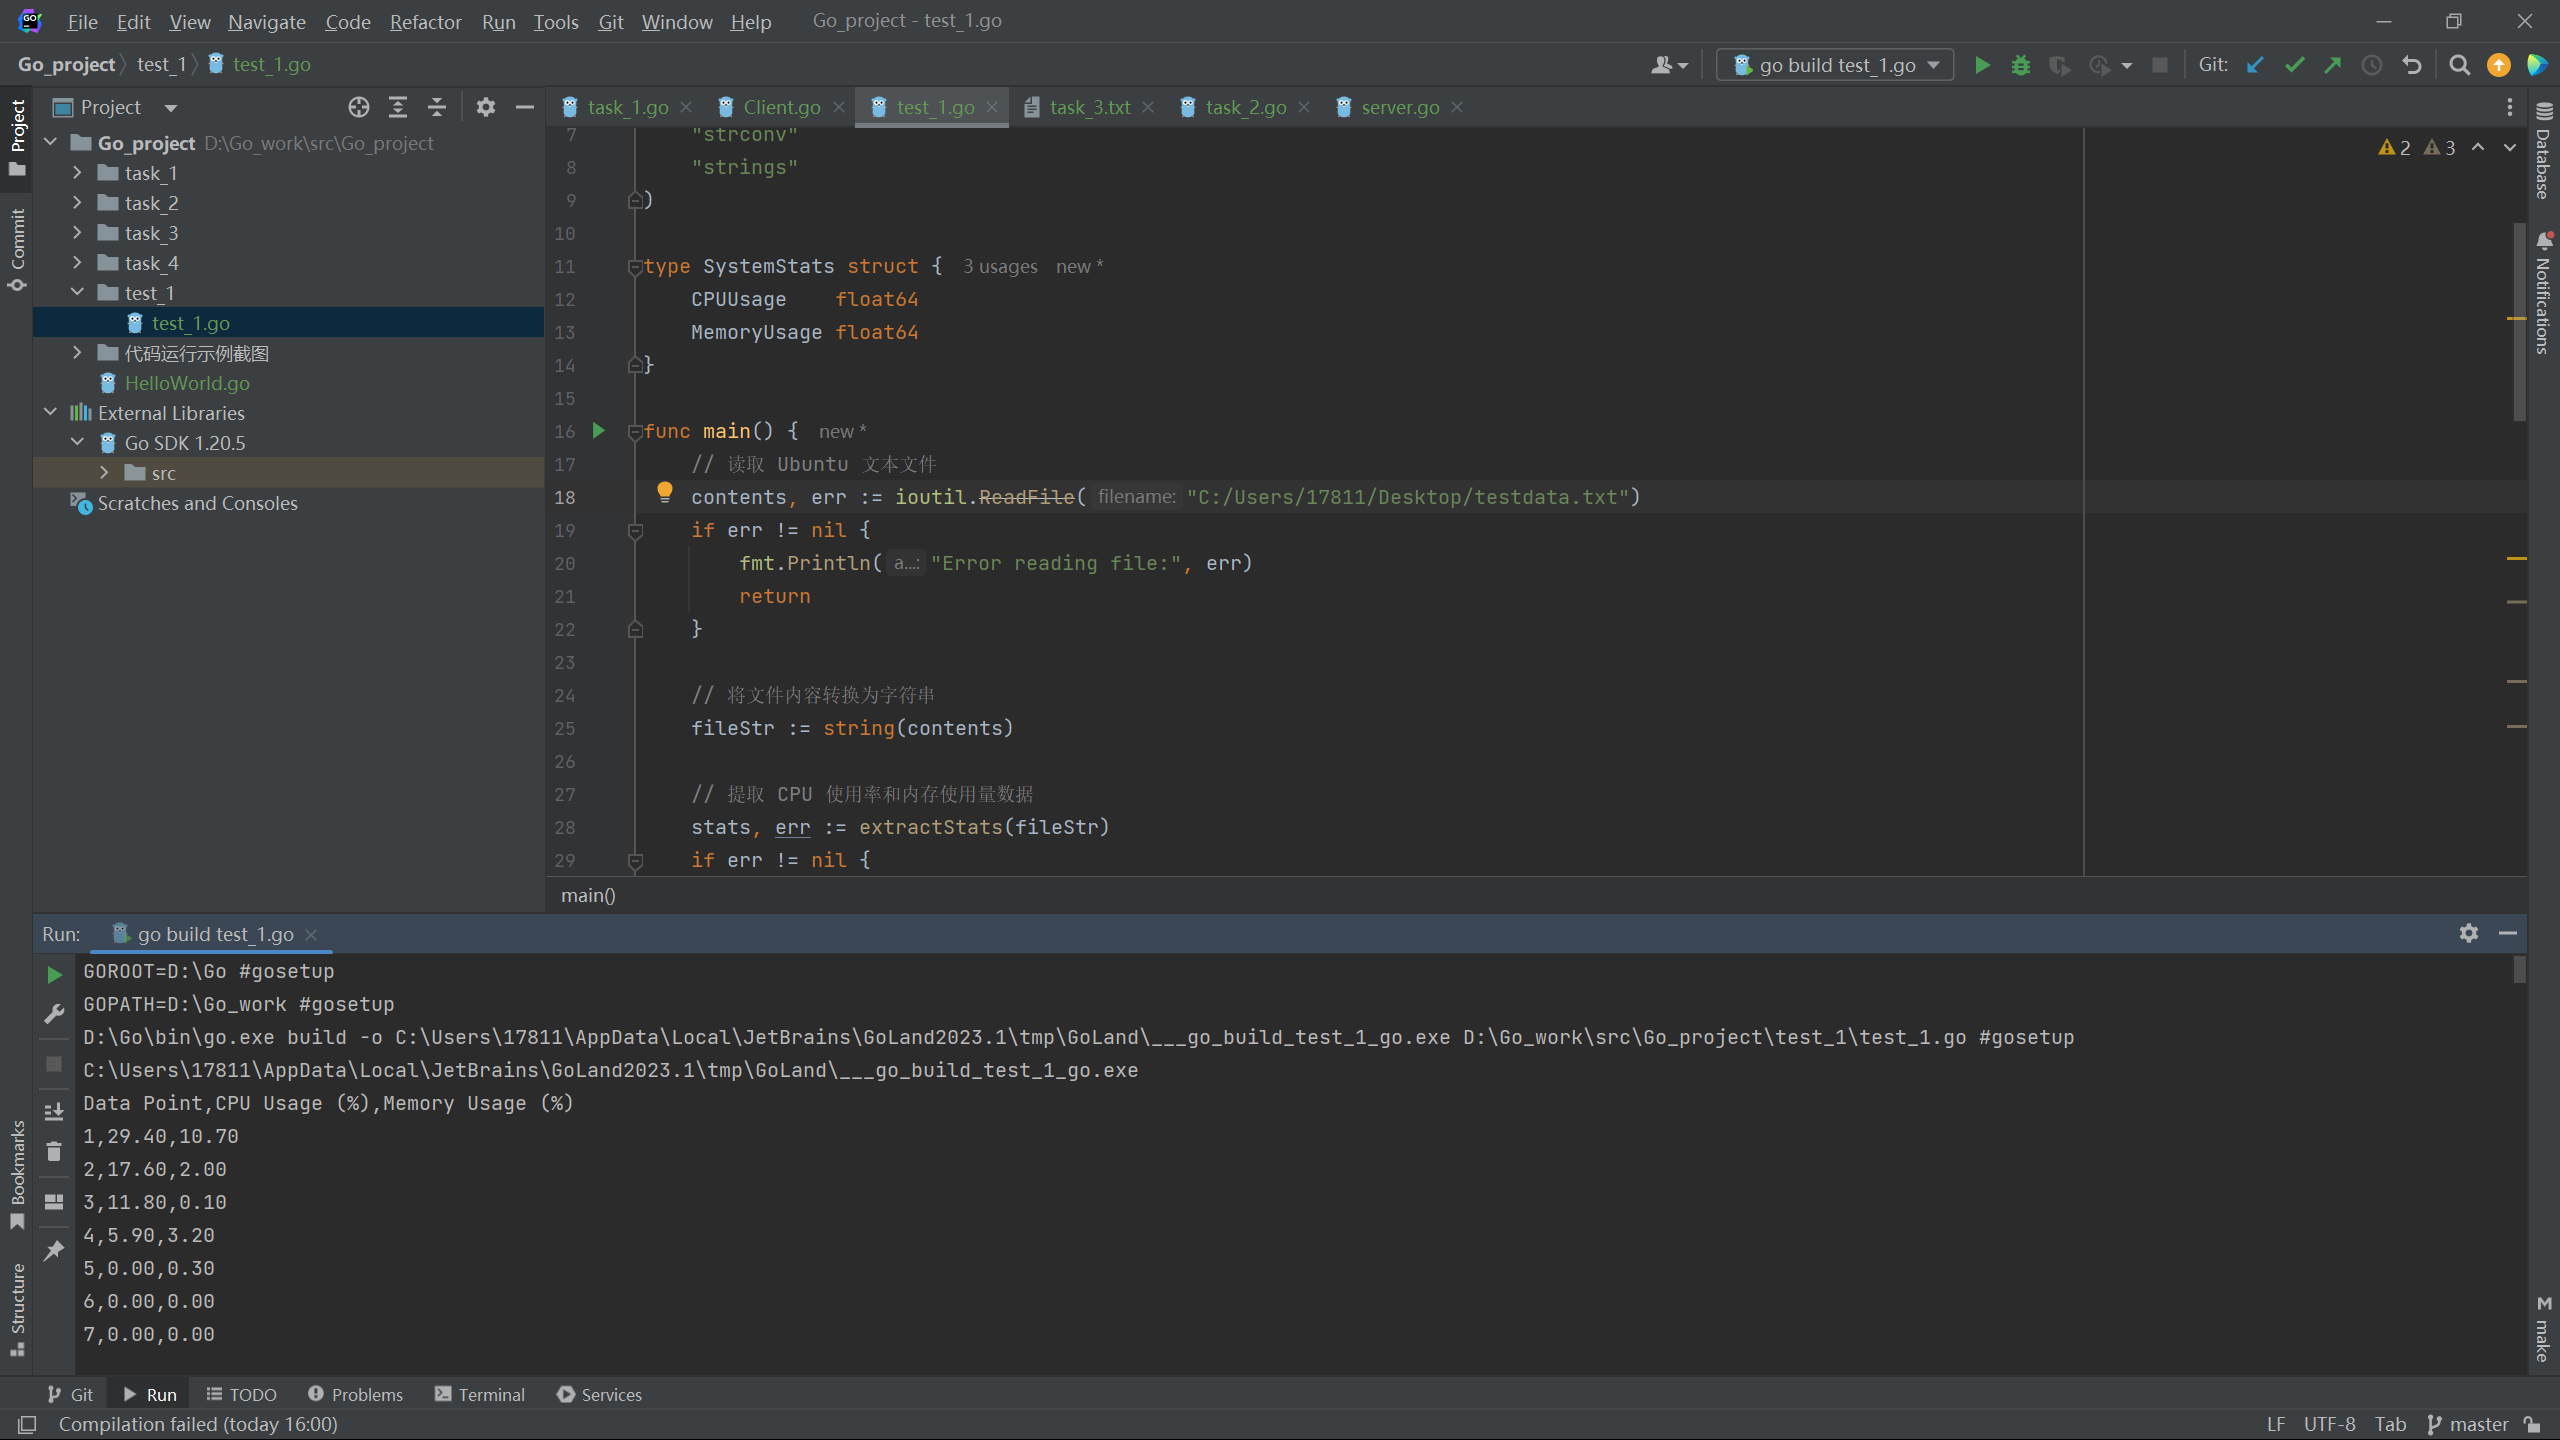 File Edit View Navigate Code Refactor Run Tools Git Window Help Go_project - test_1.go
Go_project test_1 test_1.go
go build test_1.go Git:
Project
task_1.go Client.go test_1.go task_3.txt task_2.go server.go
Go_project D:\Go_work\src\Go_project
task_1
task_2
task_3
task_4
test_1
test_1.go
代码运行示例截图
HelloWorld.go
External Libraries
Go SDK 1.20.5
src
Scratches and Consoles
Project
Commit
Bookmarks
Structure
2 3
7 "strconv"
8 "strings"
9 )
10
11 type SystemStats struct { 3 usages new *
12 CPUUsage float64
13 MemoryUsage float64
14 }
15
16 func main() { new *
17 // 读取 Ubuntu 文本文件
18 contents, err := ioutil.ReadFile( filename: "C:/Users/17811/Desktop/testdata.txt")
19 if err != nil {
20 fmt.Println( a...: "Error reading file:", err)
21 return
22 }
23
24 // 将文件内容转换为字符串
25 fileStr := string(contents)
26
27 // 提取 CPU 使用率和内存使用量数据
28 stats, err := extractStats(fileStr)
29 if err != nil {
main()
Database
Notifications
make
Run: go build test_1.go
GOROOT=D:\Go #gosetup
GOPATH=D:\Go_work #gosetup
D:\Go\bin\go.exe build -o C:\Users\17811\AppData\Local\JetBrains\GoLand2023.1\tmp\GoLand\___go_build_test_1_go.exe D:\Go_work\src\Go_project\test_1\test_1.go #gosetup
C:\Users\17811\AppData\Local\JetBrains\GoLand2023.1\tmp\GoLand\___go_build_test_1_go.exe
Data Point,CPU Usage (%),Memory Usage (%)
1,29.40,10.70
2,17.60,2.00
3,11.80,0.10
4,5.90,3.20
5,0.00,0.30
6,0.00,0.00
7,0.00,0.00
Git Run TODO Problems Terminal Services
Compilation failed (today 16:00) LF UTF-8 Tab master